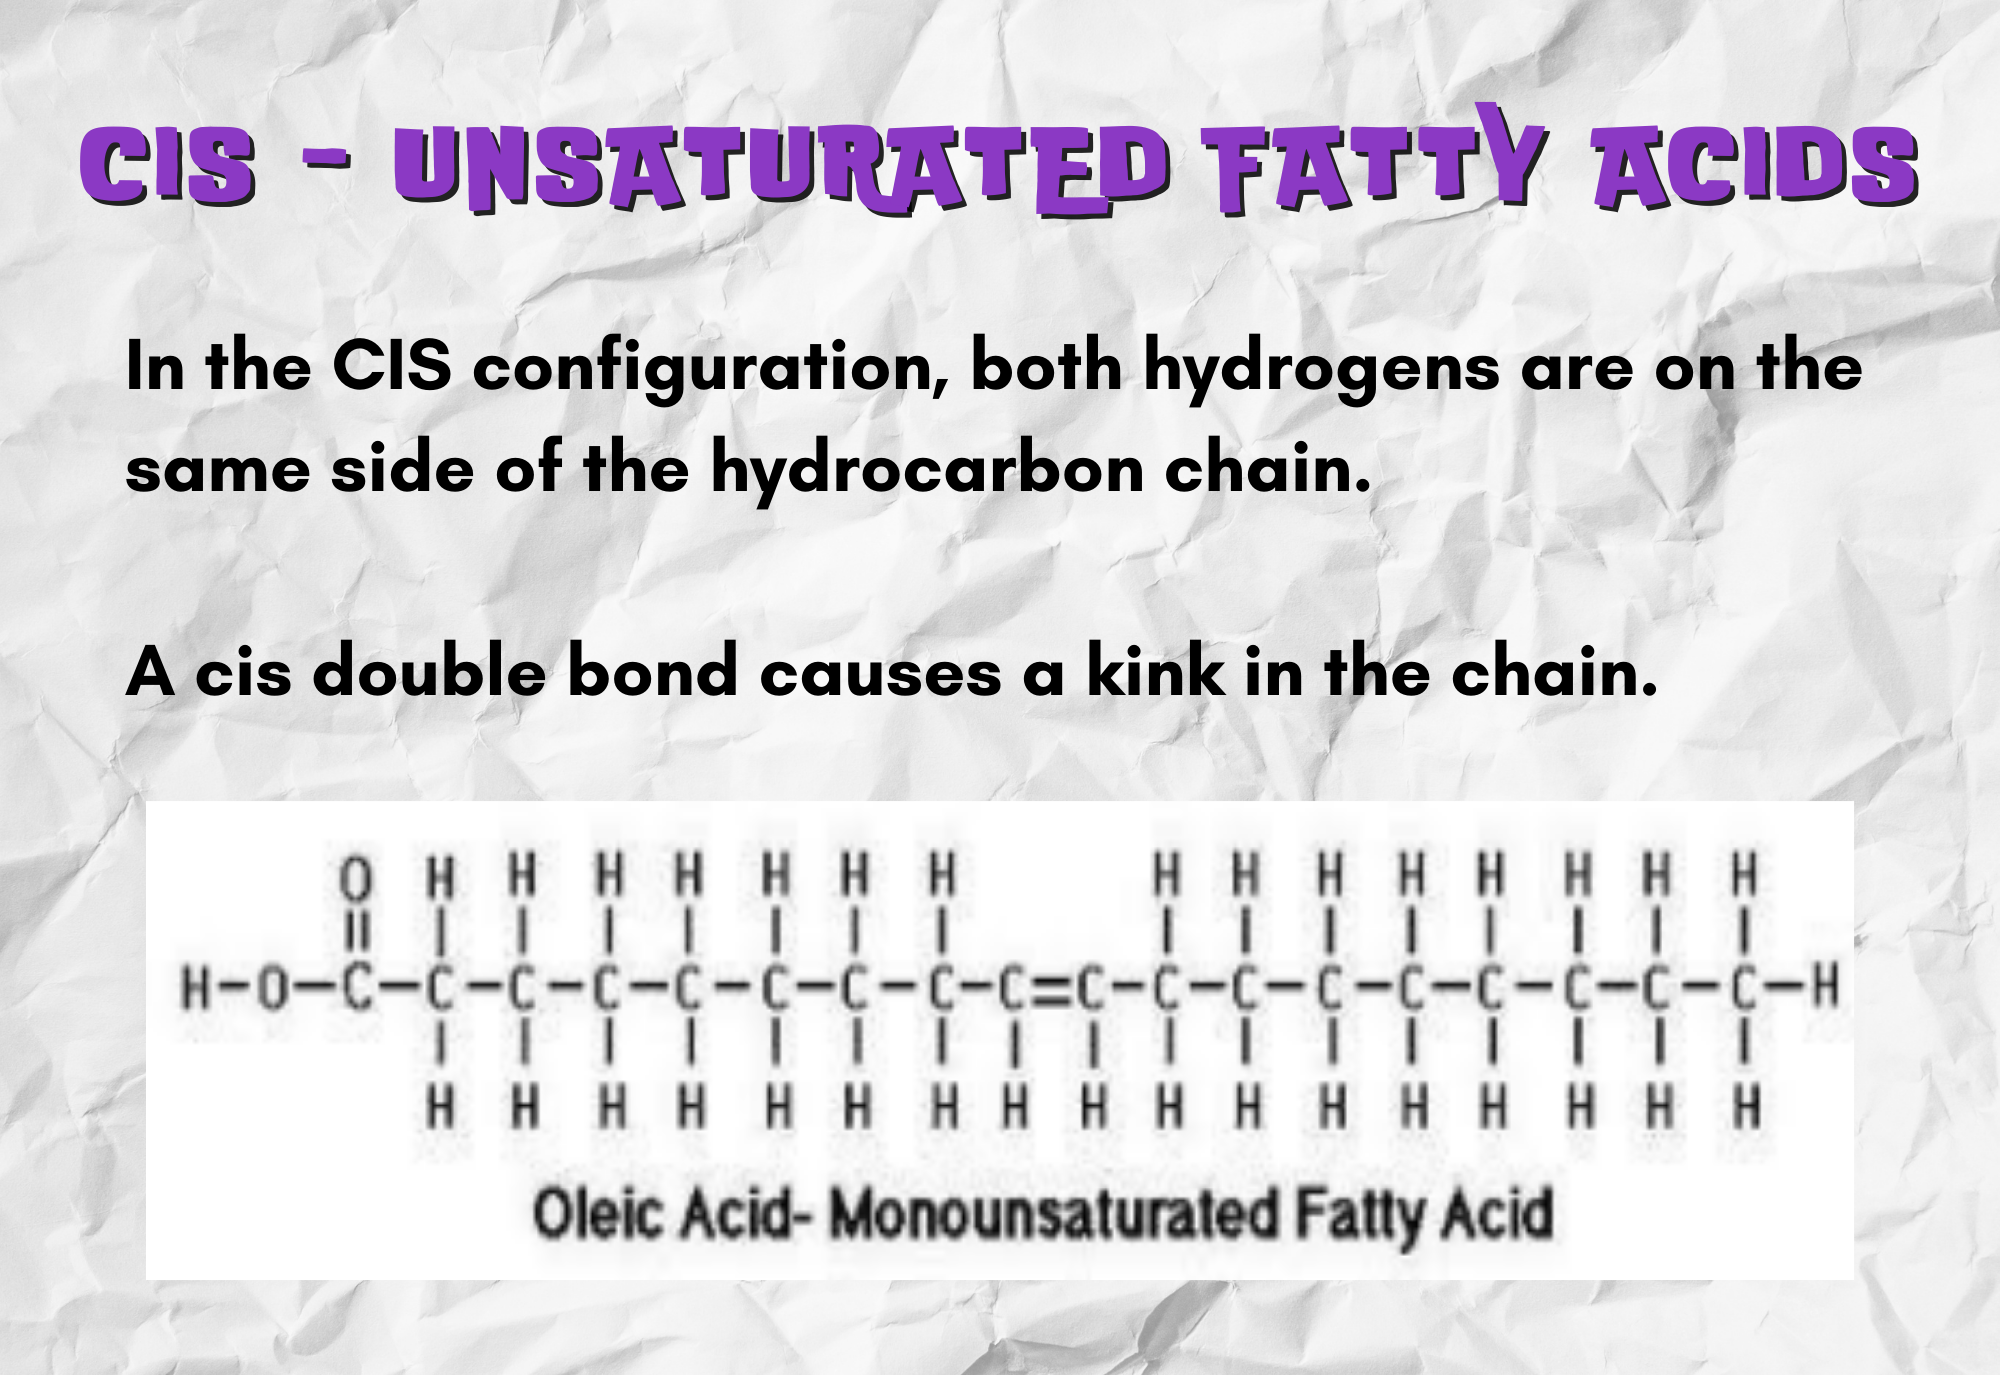 CIS - UNSATURATED FATTY ACIDS
In the CIS configuration, both hydrogens are on the
same side of the hydrocarbon chain.
A cis double bond causes a kink in the chain.
O H H H H H H H H H H H H H H H
H-O-C-C-C-C-C-C-C-C-C=C-C-C-C-C-C-C-C-C-H
H H H H H H H H H H H H H H H H H
Oleic Acid- Monounsaturated Fatty Acid